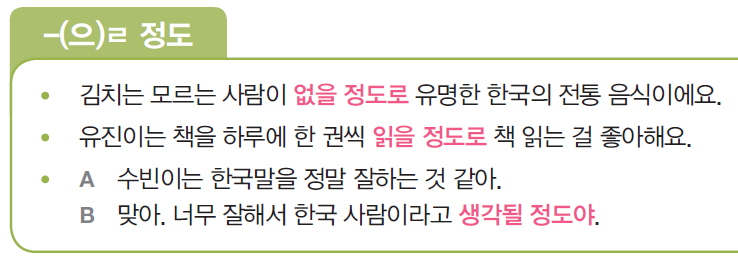 -(으)ㄹ 정도
• 김치는 모르는 사람이 없을 정도로 유명한 한국의 전통 음식이에요.
• 유진이는 책을 하루에 한 권씩 읽을 정도로 책 읽는 걸 좋아해요.
• A 수빈이는 한국말을 정말 잘하는 것 같아.
B 맞아. 너무 잘해서 한국 사람이라고 생각될 정도야.